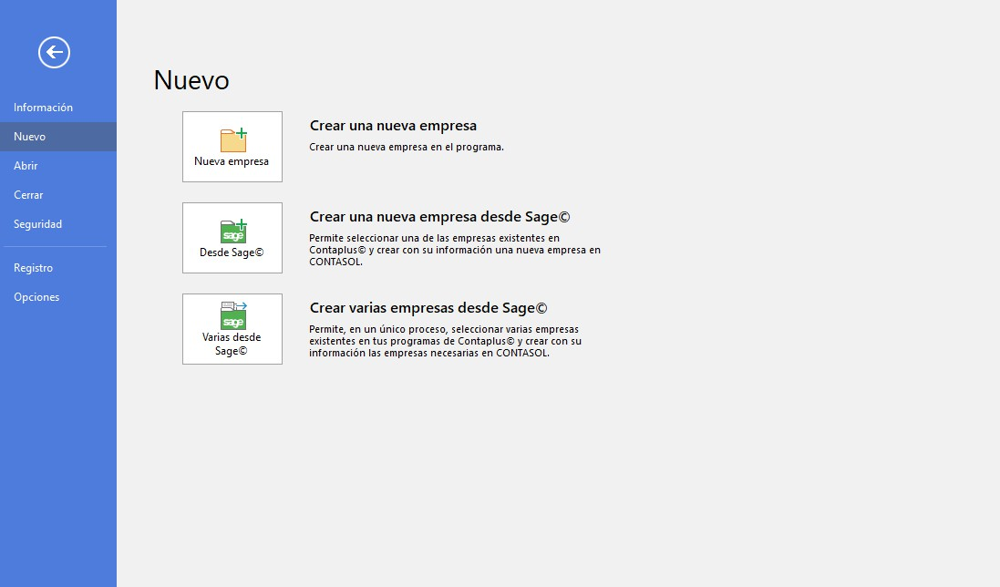 Información
Nuevo
Abrir
Cerrar
Seguridad
Registro
Opciones
Nuevo
Nueva empresa
Crear una nueva empresa
Crear una nueva empresa en el programa.
sage
Desde Sage©
Crear una nueva empresa desde Sage©
Permite seleccionar una de las empresas existentes en
Contaplus© y crear con su información una nueva empresa en
CONTASOL.
sage
Varias desde
Sage©
Crear varias empresas desde Sage©
Permite, en un único proceso, seleccionar varias empresas
existentes en tus programas de Contaplus© y crear con su
información las empresas necesarias en CONTASOL.